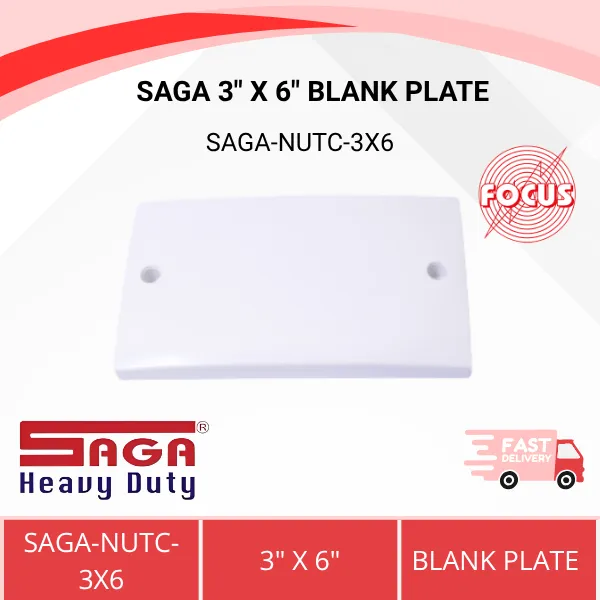 SAGA 3" X 6" BLANK PLATE
SAGA-NUTC-3X6
FOCUS
SAGA®
Heavy Duty
FAST
DELIVERY
SAGA-NUTC-
3X6
3" X 6"
BLANK PLATE